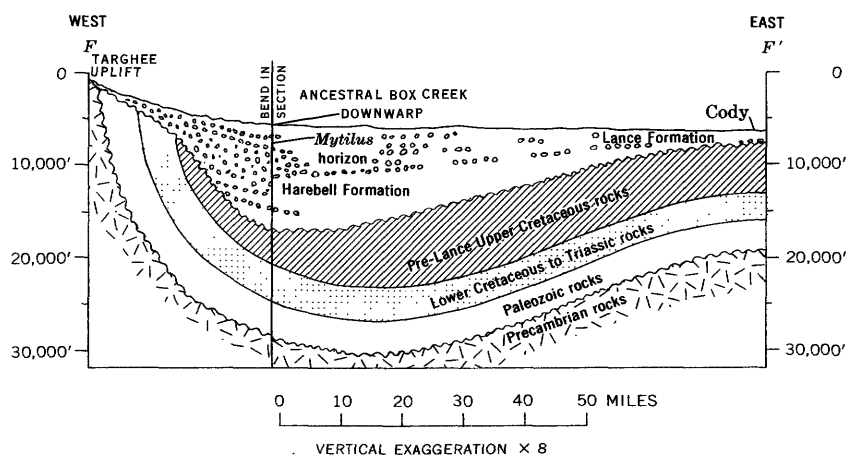 WEST
EAST
F
F'
TARGHEE
UPLIFT
BEND IN
SECTION
ANCESTRAL BOX CREEK
DOWNWARP
Cody
Mytilus
horizon
Lance Formation
Harebell Formation
Pre-Lance Upper Cretaceous rocks
Lower Cretaceous to Triassic rocks
Paleozoic rocks
Precambrian rocks
0
10,000'
20,000'
30,000'
0
10,000'
20,000'
30,000'
0 10 20 30 40 50 MILES
VERTICAL EXAGGERATION × 8